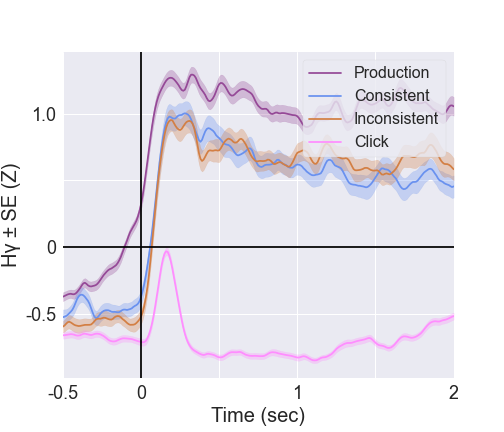 Production
Consistent
Inconsistent
Click
Hγ ± SE (Z)
1.0
0
-0.5
-0.5 0 1 2
Time (sec)